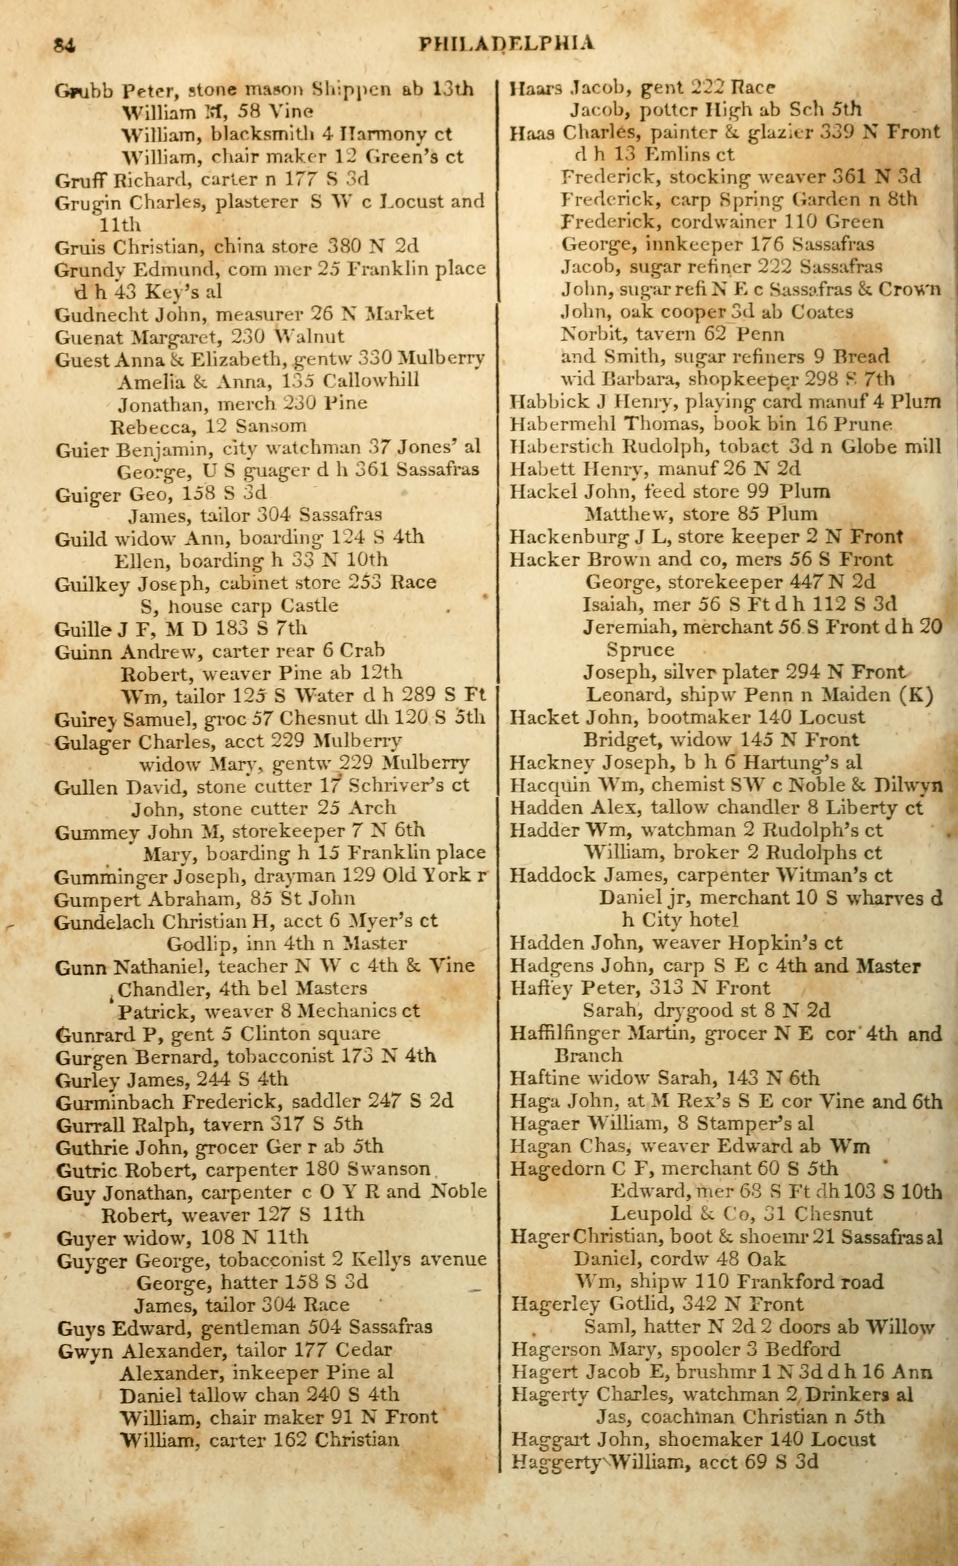 84
PHILADELPHIA
Grubb Peter, stone mason Shippen ab 13th
William M, 58 Vine
William, blacksmith 4 Harmony ct
William, chair maker 12 Green's ct
Gruff Richard, carter n 177 S 3d
Grugin Charles, plasterer S W c Locust and
11th
Gruis Christian, china store 380 N 2d
Grundy Edmund, com mer 25 Franklin place
d h 43 Key's al
Gudnecht John, measurer 26 N Market
Guenat Margaret, 230 Walnut
Guest Anna & Elizabeth, gentw 330 Mulberry
Amelia & Anna, 135 Callowhill
Jonathan, merch 230 Pine
Rebecca, 12 Sansom
Guier Benjamin, city watchman 37 Jones' al
George, U S guager d h 361 Sassafras
Guiger Geo, 158 S 3d
James, tailor 304 Sassafras
Guild widow Ann, boarding 124 S 4th
Ellen, boarding h 33 N 10th
Guilkey Joseph, cabinet store 253 Race
S, house carp Castle
Guille J F, M D 183 S 7th
Guinn Andrew, carter rear 6 Crab
Robert, weaver Pine ab 12th
Wm, tailor 125 S Water d h 289 S Ft
Guirey Samuel, groc 57 Chesnut dh 120 S 5th
Gulager Charles, acct 229 Mulberry
widow Mary, gentw 229 Mulberry
Gullen David, stone cutter 17 Schriver's ct
John, stone cutter 25 Arch
Gummey John M, storekeeper 7 N 6th
Mary, boarding h 15 Franklin place
Gumminger Joseph, drayman 129 Old York r
Gumpert Abraham, 85 St John
Gundelach Christian H, acct 6 Myer's ct
Godlip, inn 4th n Master
Gunn Nathaniel, teacher N W c 4th & Vine
Chandler, 4th bel Masters
Patrick, weaver 8 Mechanics ct
Gunrard P, gent 5 Clinton square
Gurgen Bernard, tobacconist 173 N 4th
Gurley James, 244 S 4th
Gurminbach Frederick, saddler 247 S 2d
Gurrall Ralph, tavern 317 S 5th
Guthrie John, grocer Ger r ab 5th
Gutric Robert, carpenter 180 Swanson
Guy Jonathan, carpenter c O Y R and Noble
Robert, weaver 127 S 11th
Guyer widow, 108 N 11th
Guyger George, tobacconist 2 Kellys avenue
George, hatter 158 S 3d
James, tailor 304 Race
Guys Edward, gentleman 504 Sassafras
Gwyn Alexander, tailor 177 Cedar
Alexander, inkeeper Pine al
Daniel tallow chan 240 S 4th
William, chair maker 91 N Front
William, carter 162 Christian
Haars Jacob, gent 222 Race
Jacob, potter High ab Sch 5th
Haas Charles, painter & glazier 339 N Front
d h 13 Emlins ct
Frederick, stocking weaver 361 N 3d
Frederick, carp Spring Garden n 8th
Frederick, cordwainer 110 Green
George, innkeeper 176 Sassafras
Jacob, sugar refiner 222 Sassafras
John, sugar refi N E c Sassafras & Crown
John, oak cooper 3d ab Coates
Norbit, tavern 62 Penn
and Smith, sugar refiners 9 Bread
wid Barbara, shopkeeper 298 S 7th
Habbick J Henry, playing card manuf 4 Plum
Habermehl Thomas, book bin 16 Prune
Haberstich Rudolph, tobact 3d n Globe mill
Habett Henry, manuf 26 N 2d
Hackel John, feed store 99 Plum
Matthew, store 85 Plum
Hackenburg J L, store keeper 2 N Front
Hacker Brown and co, mers 56 S Front
George, storekeeper 447 N 2d
Isaiah, mer 56 S Ft d h 112 S 3d
Jeremiah, merchant 56 S Front d h 20
Spruce
Joseph, silver plater 294 N Front
Leonard, shipw Penn n Maiden (K)
Hacket John, bootmaker 140 Locust
Bridget, widow 145 N Front
Hackney Joseph, b h 6 Hartung's al
Hacquin Wm, chemist SW c Noble & Dilwyn
Hadden Alex, tallow chandler 8 Liberty ct
Hadder Wm, watchman 2 Rudolph's ct
William, broker 2 Rudolphs ct
Haddock James, carpenter Witman's ct
Daniel jr, merchant 10 S wharves d
h City hotel
Hadden John, weaver Hopkin's ct
Hadgens John, carp S E c 4th and Master
Haffey Peter, 313 N Front
Sarah, drygood st 8 N 2d
Haffilfinger Martin, grocer N E cor 4th and
Branch
Haftine widow Sarah, 143 N 6th
Haga John, at M Rex's S E cor Vine and 6th
Hagaer William, 8 Stamper's al
Hagan Chas, weaver Edward ab Wm
Hagedorn C F, merchant 60 S 5th
Edward, mer 68 S Ft dh 103 S 10th
Leupold & Co, 31 Chesnut
Hager Christian, boot & shoemr 21 Sassafras al
Daniel, cordw 48 Oak
Wm, shipw 110 Frankford road
Hagerley Gotlid, 342 N Front
Saml, hatter N 2d 2 doors ab Willow
Hagerson Mary, spooler 3 Bedford
Hagert Jacob E, brushmr 1 N 3d d h 16 Ann
Hagerty Charles, watchman 2 Drinkers al
Jas, coachman Christian n 5th
Haggart John, shoemaker 140 Locust
Haggerty William, acct 69 S 3d